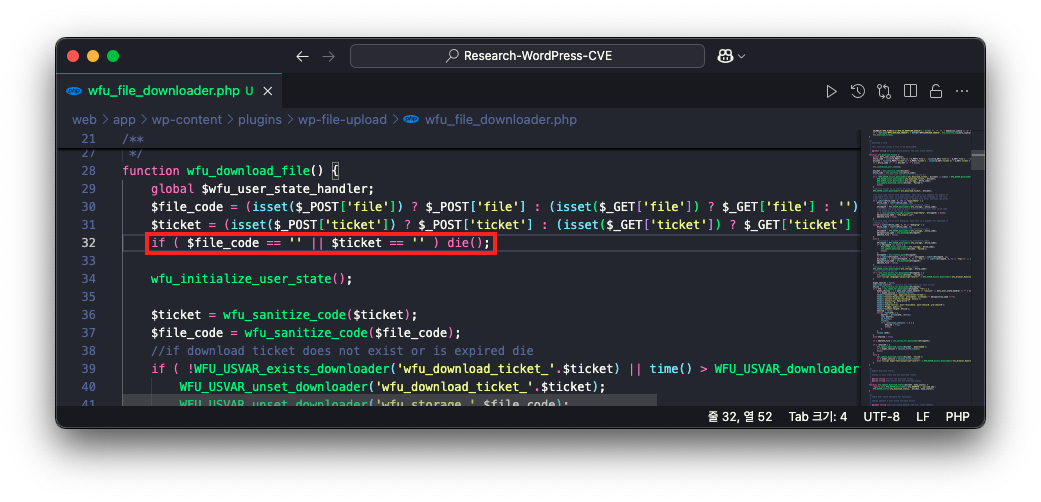 Research-WordPress-CVE
wfu_file_downloader.php U
web > app > wp-content > plugins > wp-file-upload > wfu_file_downloader.php
21 /**
27 */
28 function wfu_download_file() {
29 global $wfu_user_state_handler;
30 $file_code = (isset($_POST['file']) ? $_POST['file'] : (isset($_GET['file']) ? $_GET['file'] : '')
31 $ticket = (isset($_POST['ticket']) ? $_POST['ticket'] : (isset($_GET['ticket']) ? $_GET['ticket'] :
32 if ( $file_code == '' || $ticket == '' ) die();
33
34 wfu_initialize_user_state();
35
36 $ticket = wfu_sanitize_code($ticket);
37 $file_code = wfu_sanitize_code($file_code);
38 //if download ticket does not exist or is expired die
39 if ( !WFU_USVAR_exists_downloader('wfu_download_ticket_'.$ticket) || time() > WFU_USVAR_downloader
40 WFU_USVAR_unset_downloader('wfu_download_ticket_'.$ticket);
41 WFU_USVAR_unset_downloader('wfu_storage_'.$file_code);
줄 32, 열 52 Tab 크기: 4 UTF-8 LF PHP